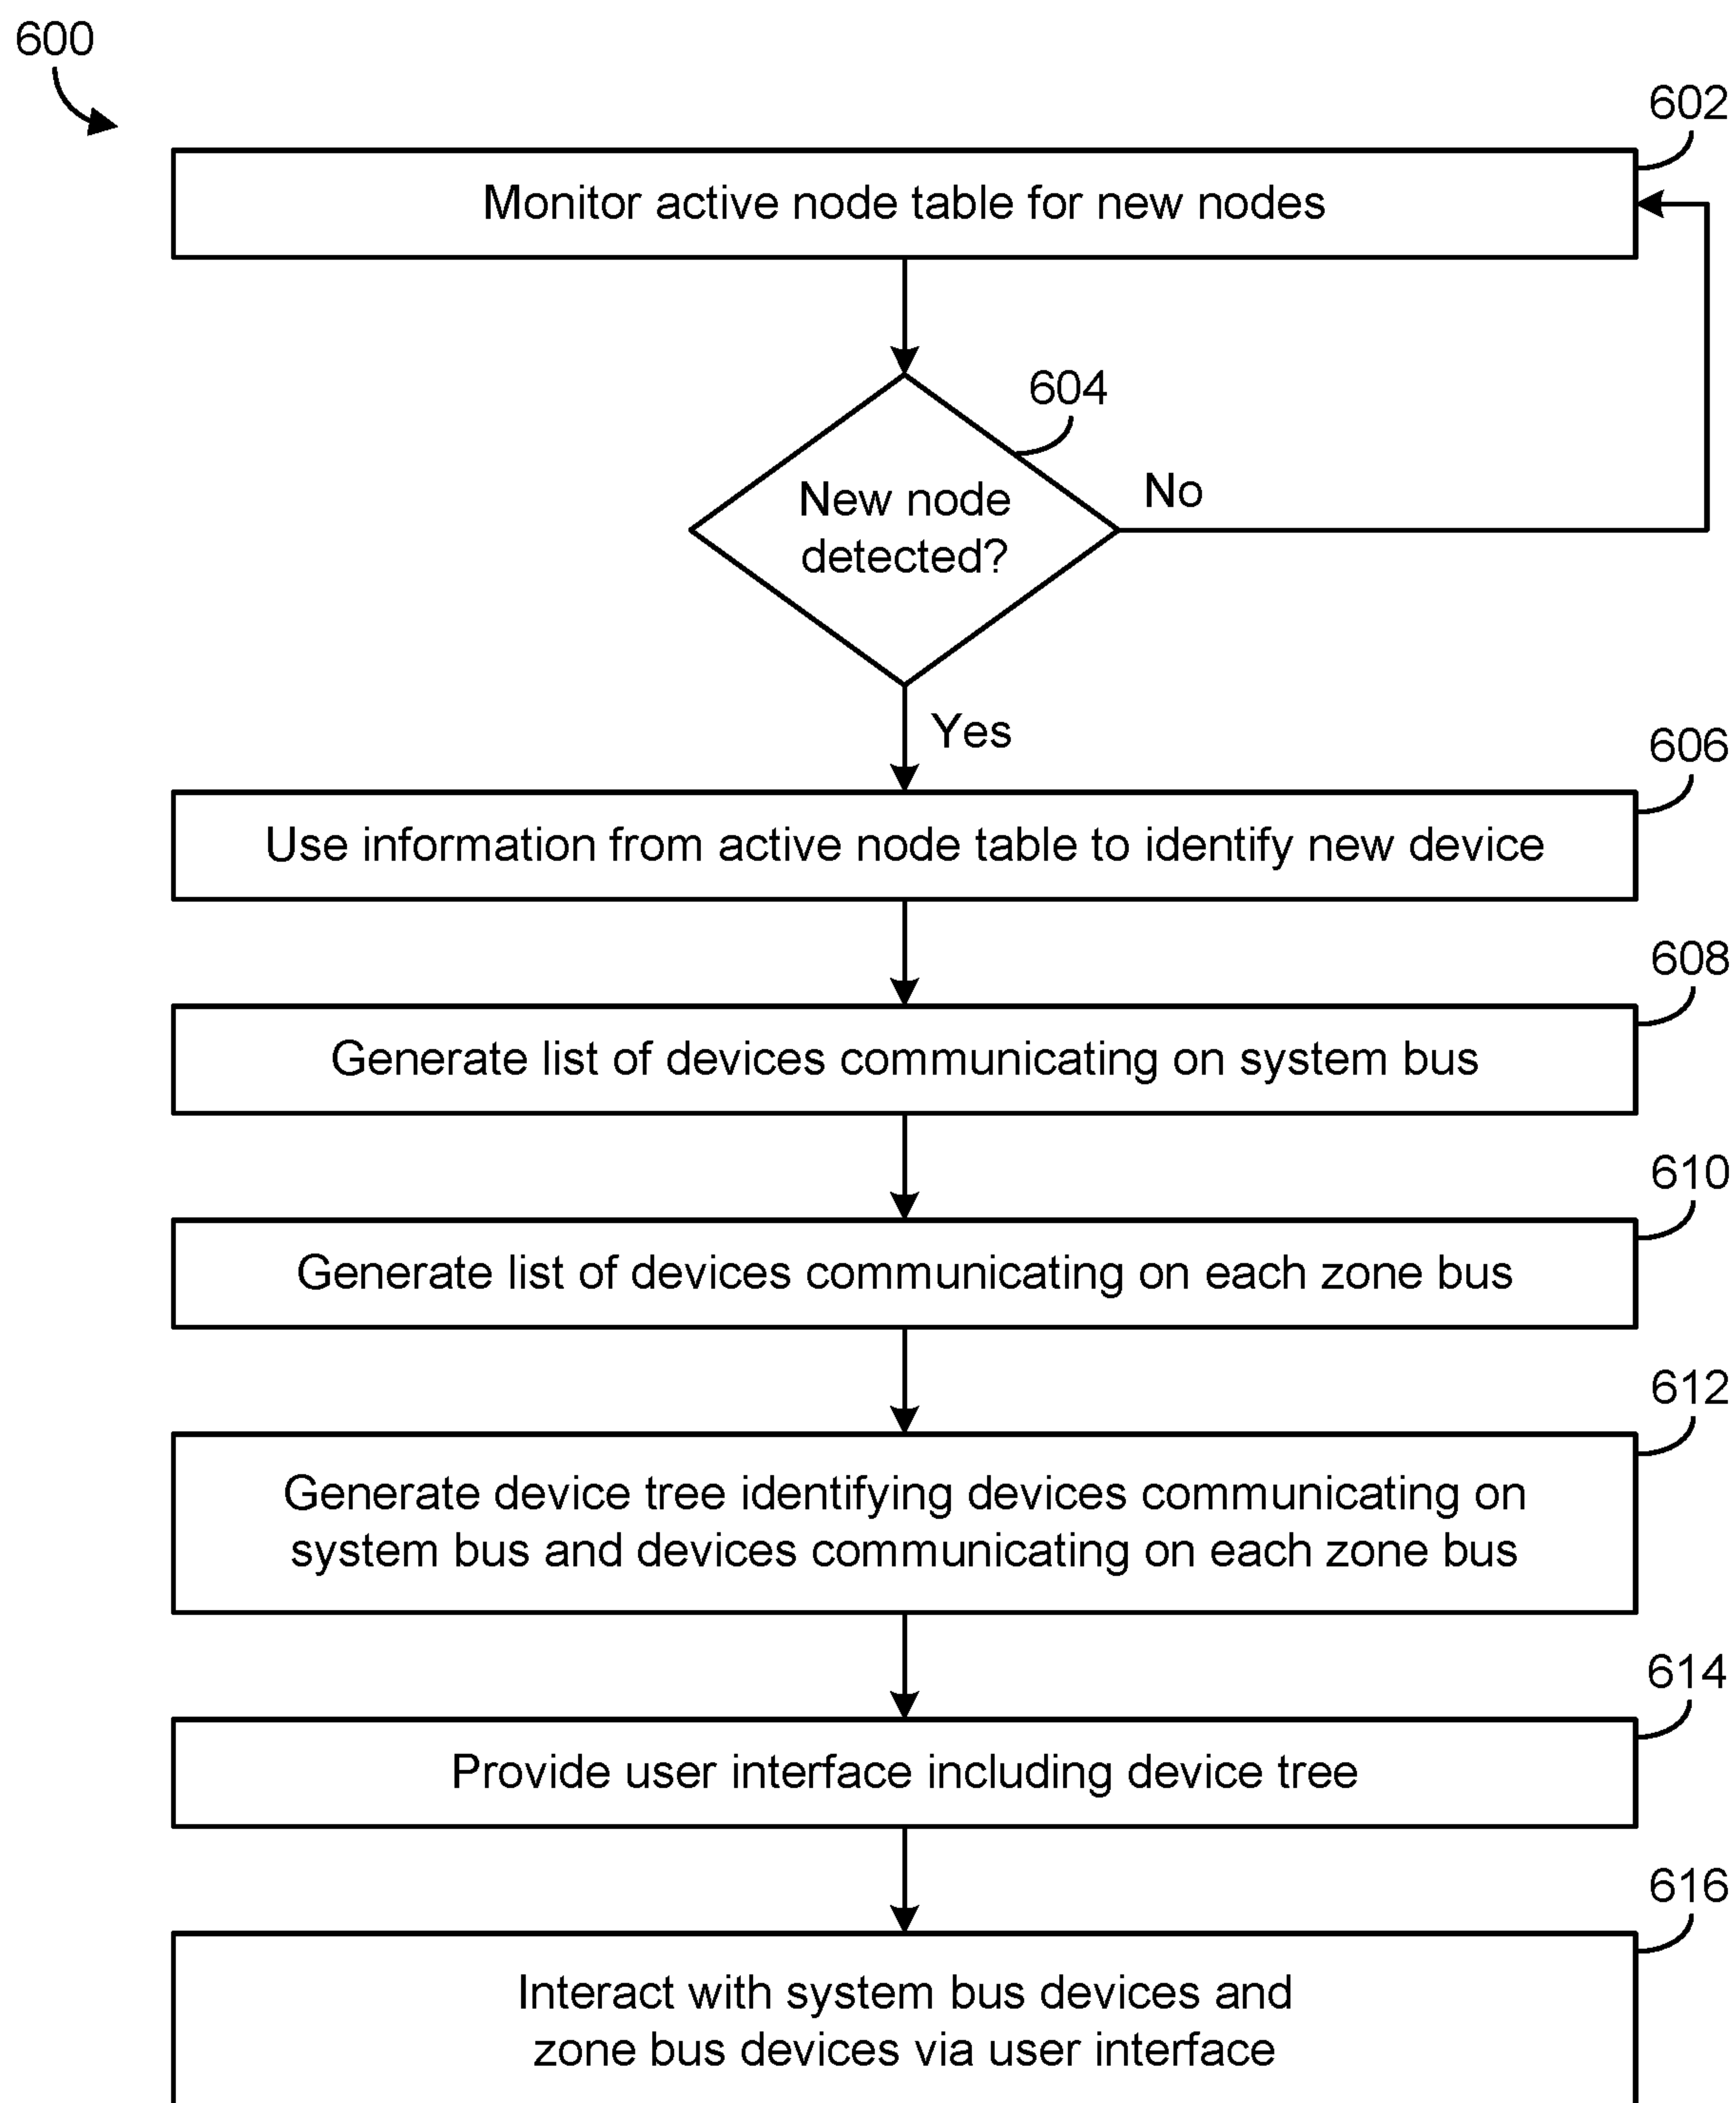 600
602
Monitor active node table for new nodes
604
New node
detected?
No
Yes
606
Use information from active node table to identify new device
608
Generate list of devices communicating on system bus
610
Generate list of devices communicating on each zone bus
612
Generate device tree identifying devices communicating on
system bus and devices communicating on each zone bus
614
Provide user interface including device tree
616
Interact with system bus devices and
zone bus devices via user interface